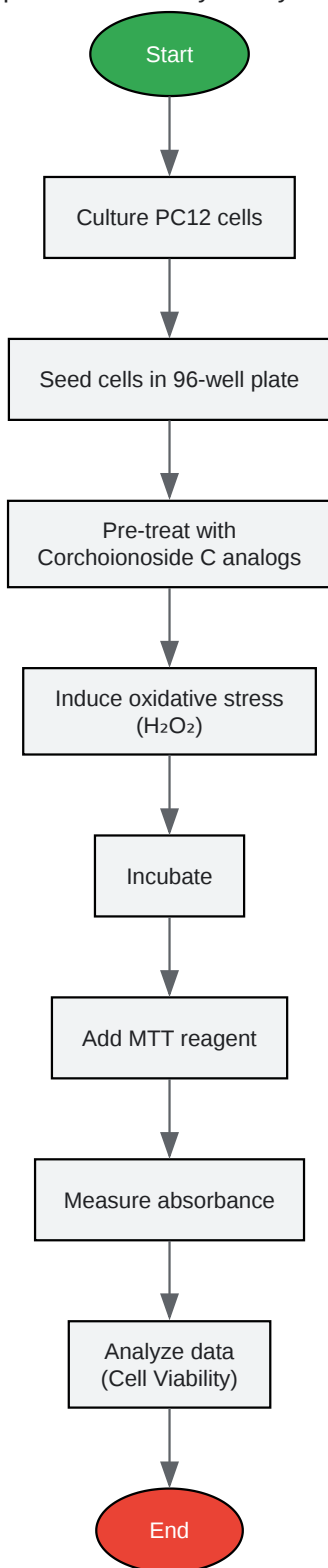 Start
Culture PC12 cells
Seed cells in 96-well plate
Pre-treat with
Corchoionoside C analogs
Induce oxidative stress
(H₂O₂)
Incubate
Add MTT reagent
Measure absorbance
Analyze data
(Cell Viability)
End